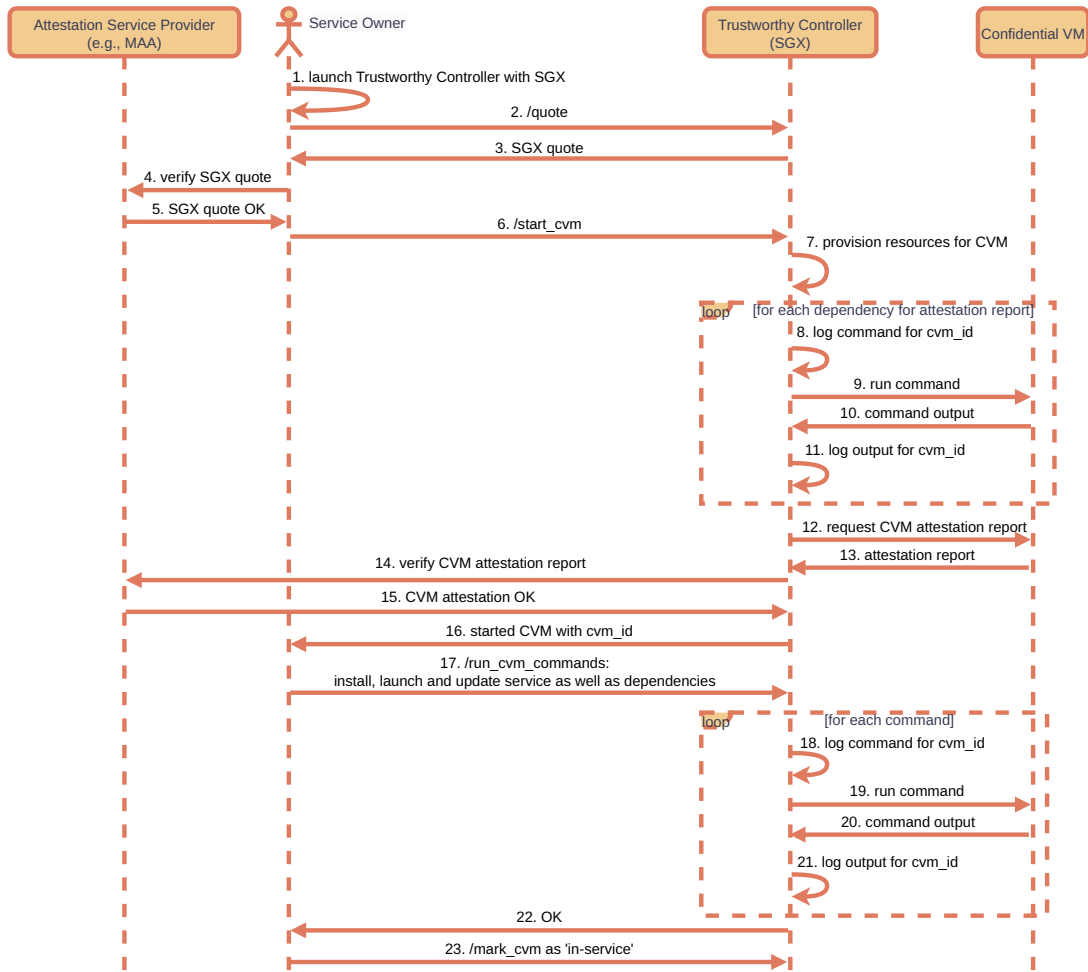 Attestation Service Provider
(e.g., MAA)
Service Owner
Trustworthy Controller
(SGX)
Confidential VM
1. launch Trustworthy Controller with SGX
2. /quote
3. SGX quote
4. verify SGX quote
5. SGX quote OK
6. /start_cvm
7. provision resources for CVM
loop
[for each dependency for attestation report]
8. log command for cvm_id
9. run command
10. command output
11. log output for cvm_id
12. request CVM attestation report
13. attestation report
14. verify CVM attestation report
15. CVM attestation OK
16. started CVM with cvm_id
17. /run_cvm_commands:
install, launch and update service as well as dependencies
loop
[for each command]
18. log command for cvm_id
19. run command
20. command output
21. log output for cvm_id
22. OK
23. /mark_cvm as 'in-service'